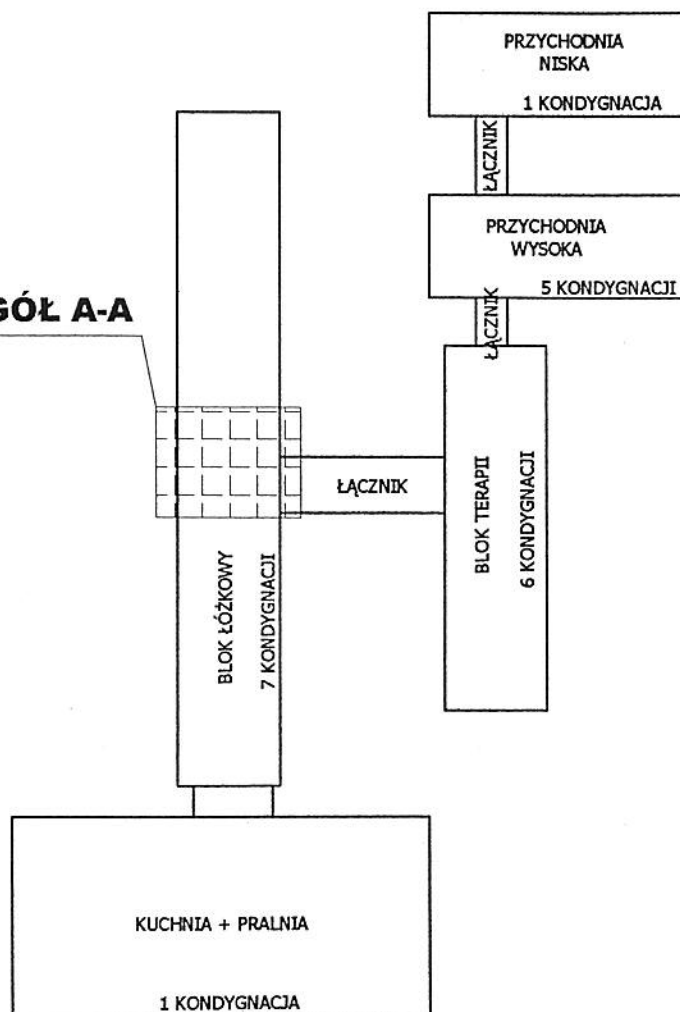 PRZYCHODNIA
NISKA
1 KONDYGNACJA
ŁĄCZNIK
PRZYCHODNIA
WYSOKA
5 KONDYGNACJI
ŁĄCZNIK
GÓŁ A-A
ŁĄCZNIK
BLOK TERAPII
6 KONDYGNACJI
BLOK ŁÓŻKOWY
7 KONDYGNACJI
KUCHNIA + PRALNIA
1 KONDYGNACJA